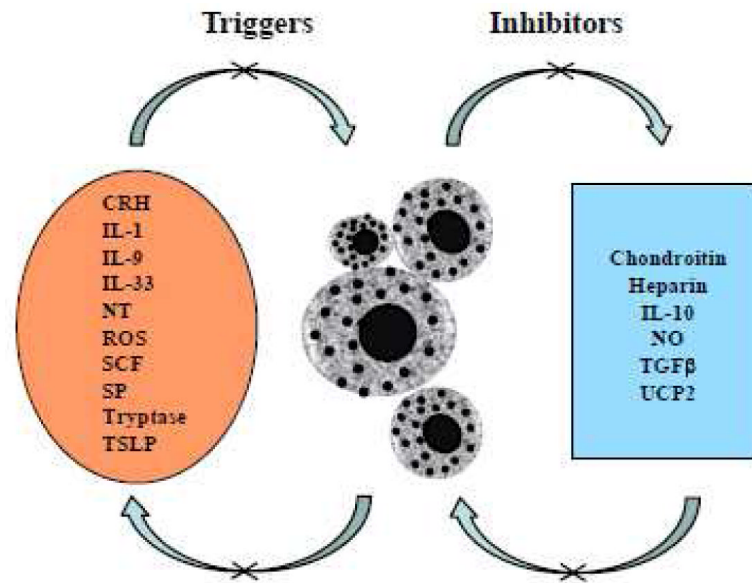 Triggers
Inhibitors
CRH
IL-1
IL-9
IL-33
NT
ROS
SCF
SP
Tryptase
TSLP
Chondroitin
Heparin
IL-10
NO
TGFβ
UCP2